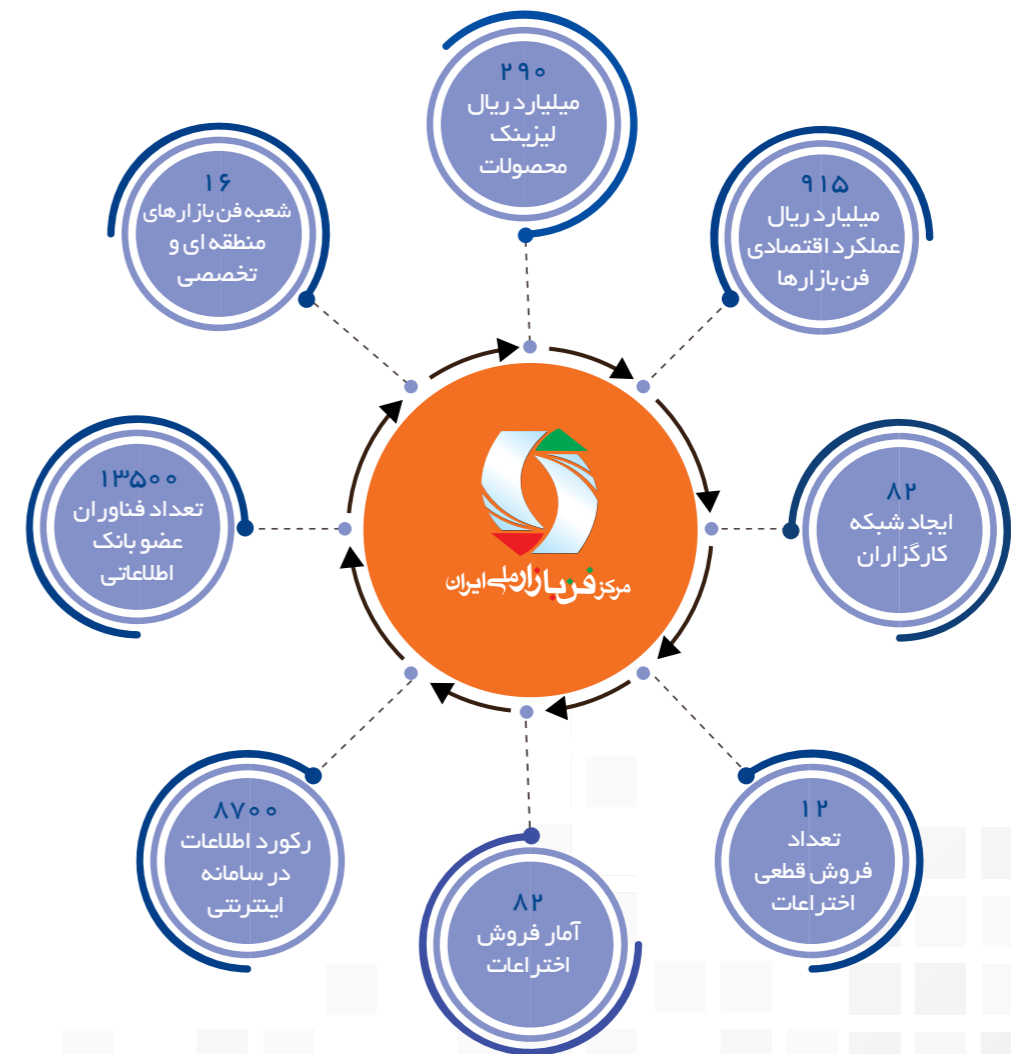 ۲۹۰
میلیارد ریال
لیزینک
محصولات
۹۱۵
میلیارد ریال
عملکرد اقتصادی
فن بازارها
۸۲
ایجاد شبکه
کارگزاران
۱۲
تعداد
فروش قطعی
اختراعات
۸۲
آمار فروش
اختراعات
۸۷۰۰
رکورد اطلاعات
در سامانه
اینترنتی
۱۳۵۰۰
تعداد فناوران
عضو بانک
اطلاعاتی
۱۶
شعبه فن بازارهای
منطقه ای و
تخصصی
مرکز فن بازار ملی ایران